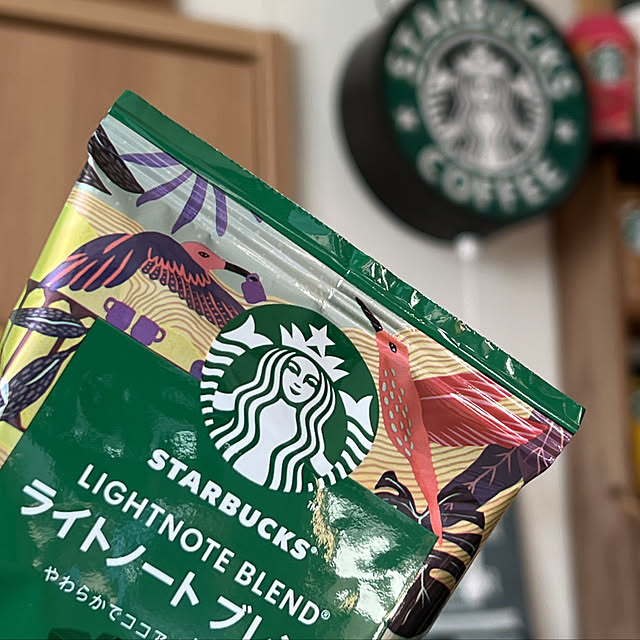 STARBUCKS
COFFEE
STARBUCKS®
LIGHTNOTE BLEND®
ライトノート ブレ
やわらかでココア